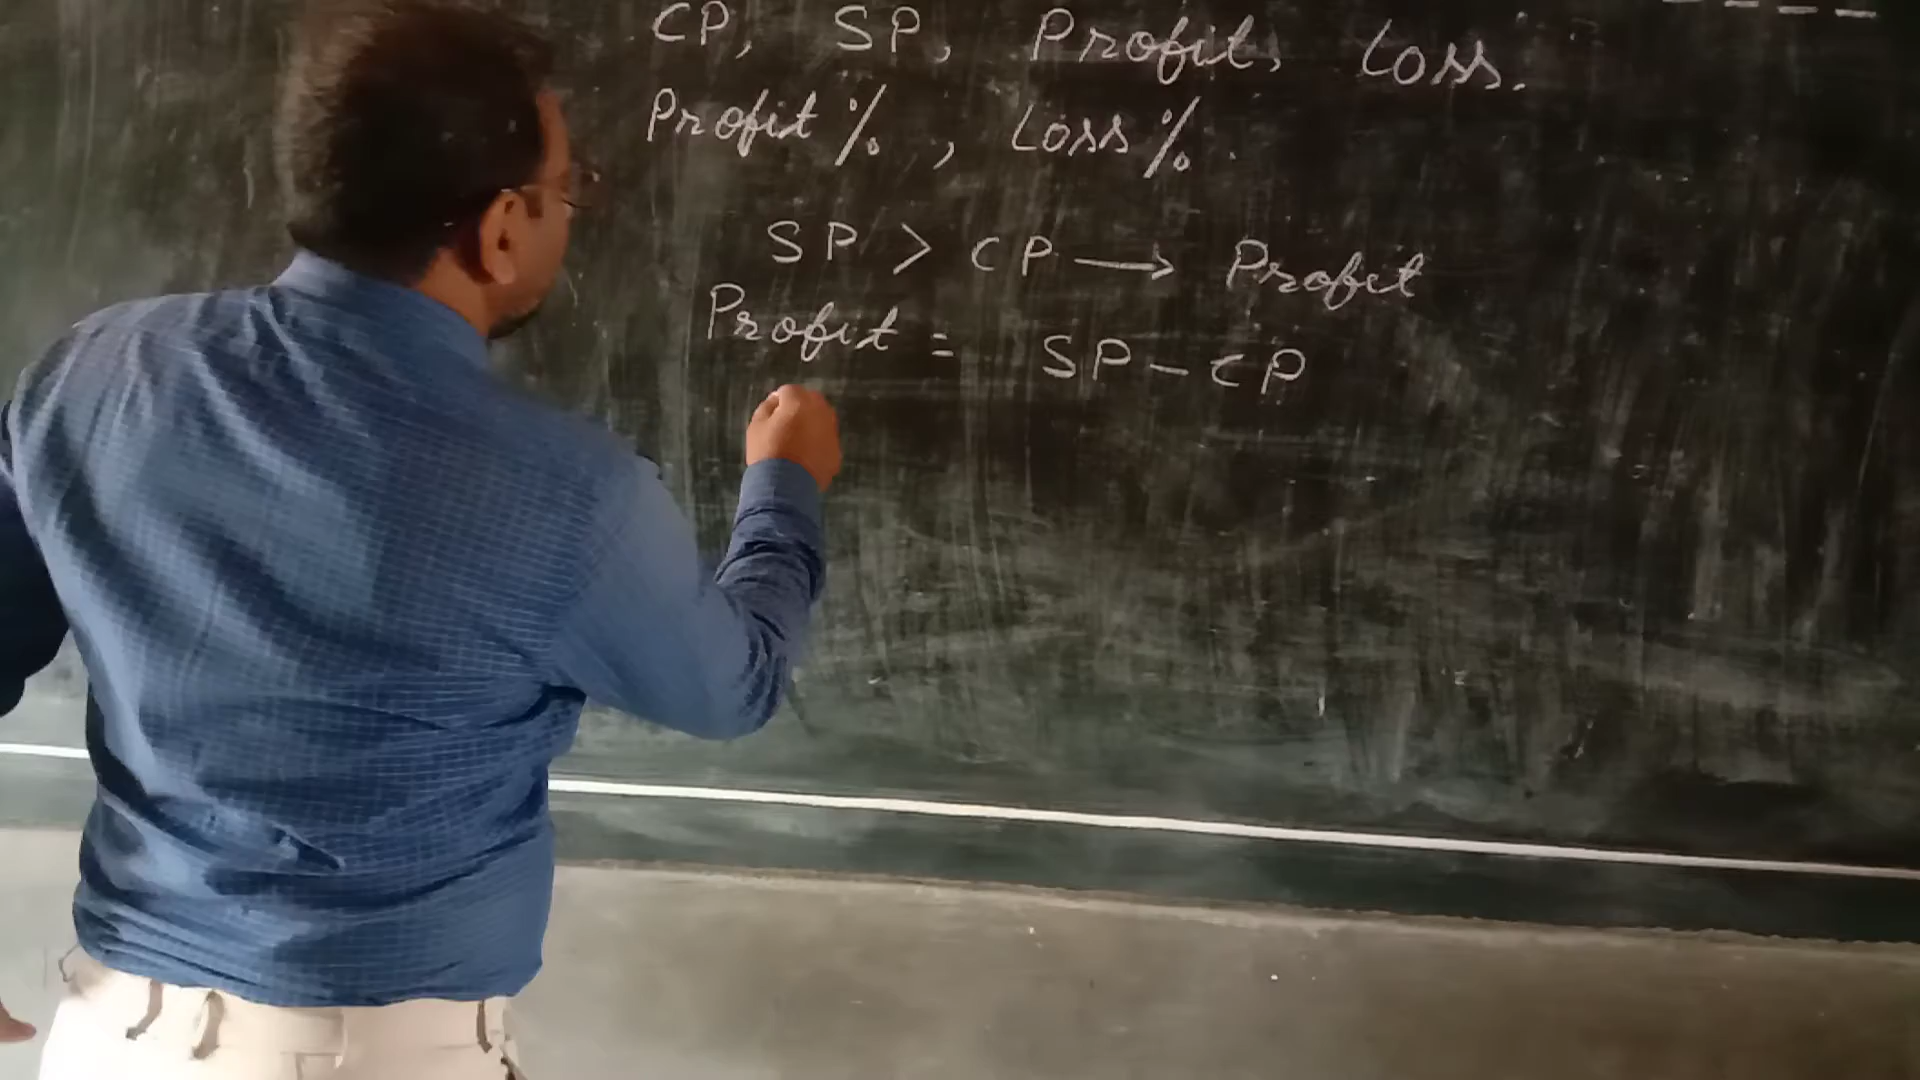 CP, SP, Profit, Loss.
Profit %, Loss %.
SP > CP → Profit
Profit = SP - CP